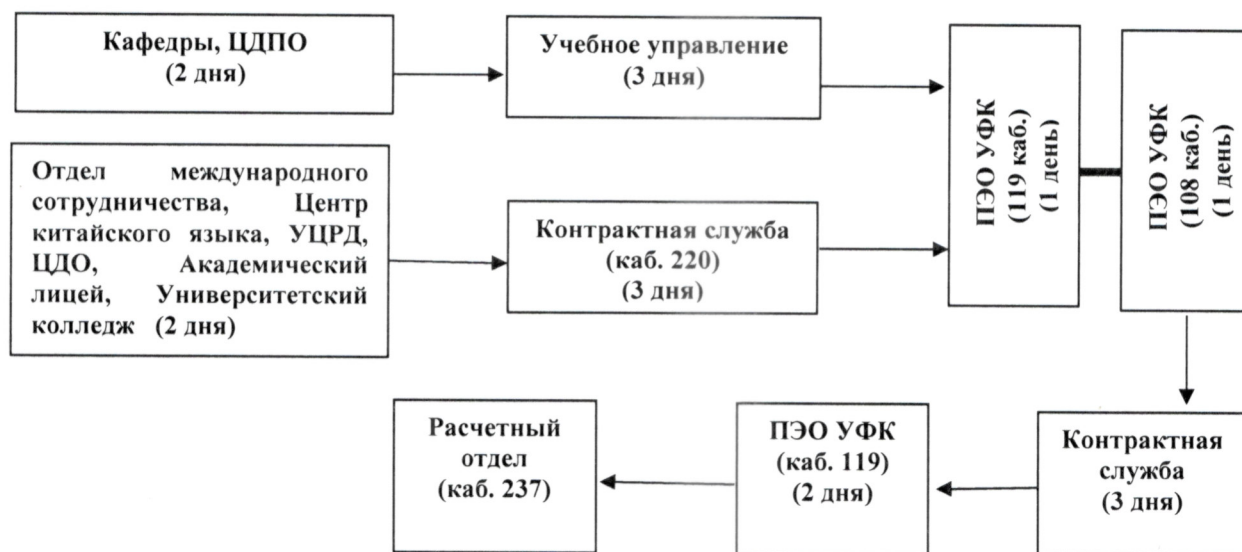 Кафедры, ЦДПО
(2 дня)
Учебное управление
(3 дня)
ПЭО УФК
(119 каб.)
(1 день)
ПЭО УФК
(108 каб.)
(1 день)
Отдел международного
сотрудничества, Центр
китайского языка, УЦРД,
ЦДО, Академический
лицей, Университетский
колледж (2 дня)
Контрактная служба
(каб. 220)
(3 дня)
Расчетный
отдел
(каб. 237)
ПЭО УФК
(каб. 119)
(2 дня)
Контрактная
служба
(3 дня)